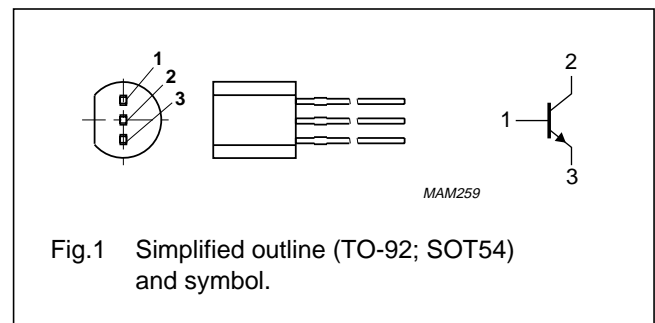 1
2
3
2
1
3
MAM259
Fig.1 Simplified outline (TO-92; SOT54)
and symbol.